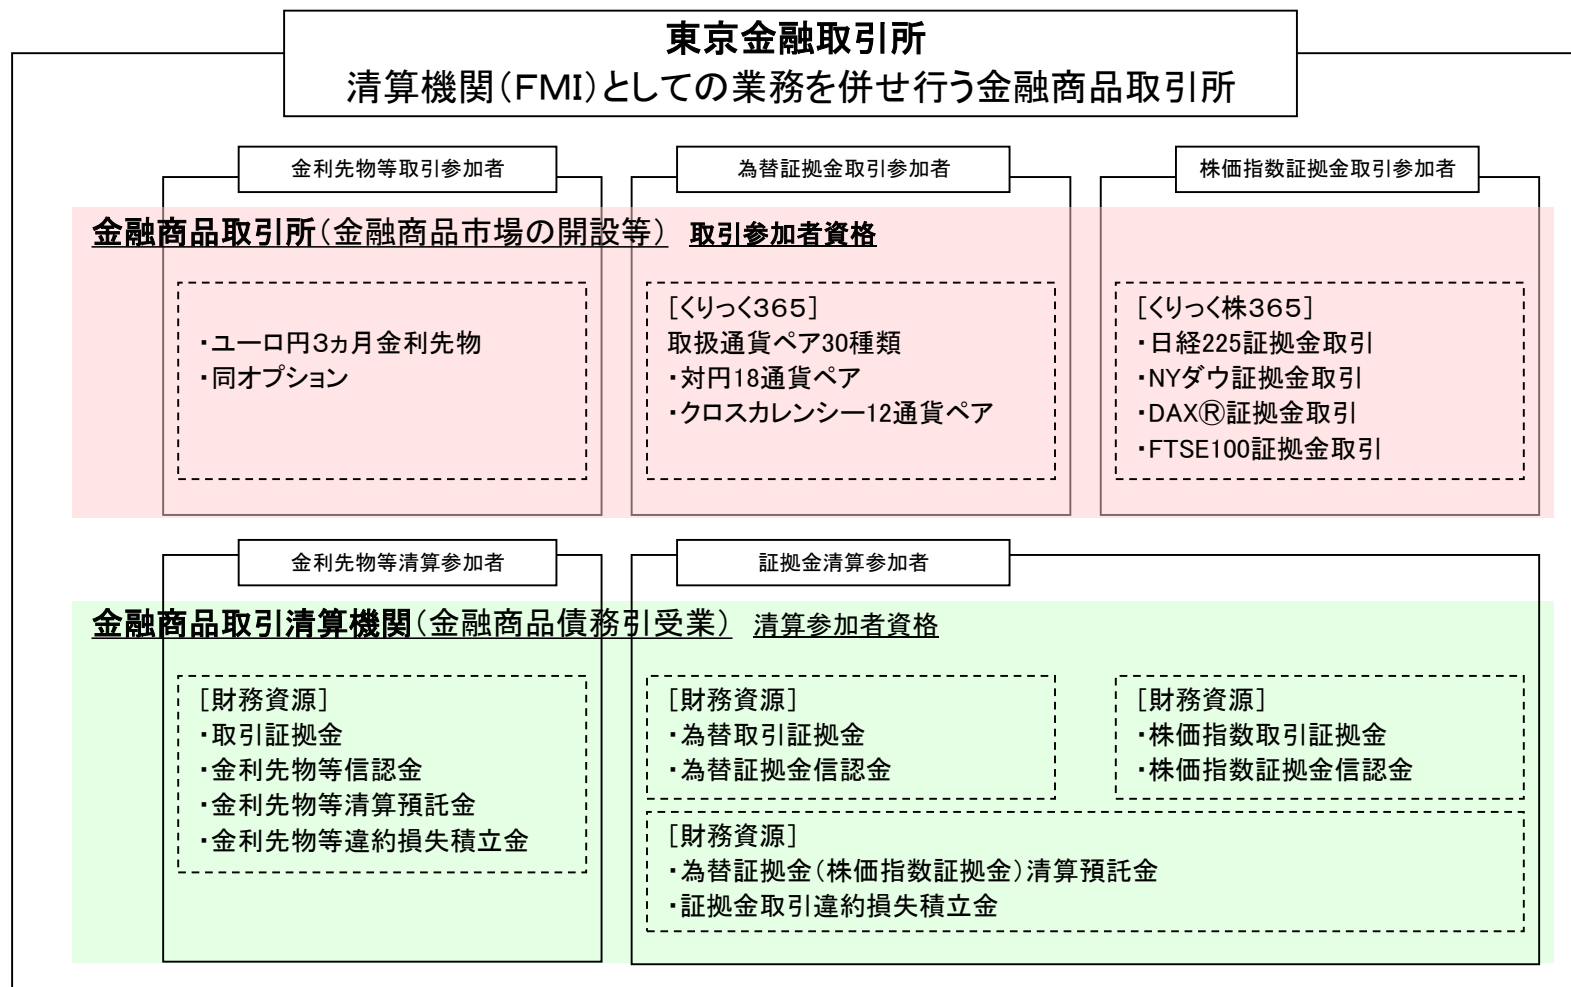 東京金融取引所
清算機関（FMI）としての業務を併せ行う金融商品取引所
金利先物等取引参加者
為替証拠金取引参加者
株価指数証拠金取引参加者
金融商品取引所（金融商品市場の開設等） 取引参加者資格
・ユーロ円3ヵ月金利先物
・同オプション
［くりっく365］
取扱通貨ペア30種類
・対円18通貨ペア
・クロスカレンシー12通貨ペア
［くりっく株365］
・日経225証拠金取引
・NYダウ証拠金取引
・DAXⓇ証拠金取引
・FTSE100証拠金取引
金利先物等清算参加者
証拠金清算参加者
金融商品取引清算機関（金融商品債務引受業） 清算参加者資格
［財務資源］
・取引証拠金
・金利先物等信認金
・金利先物等清算預託金
・金利先物等違約損失積立金
［財務資源］
・為替取引証拠金
・為替証拠金信認金
［財務資源］
・株価指数取引証拠金
・株価指数証拠金信認金
［財務資源］
・為替証拠金（株価指数証拠金）清算預託金
・証拠金取引違約損失積立金